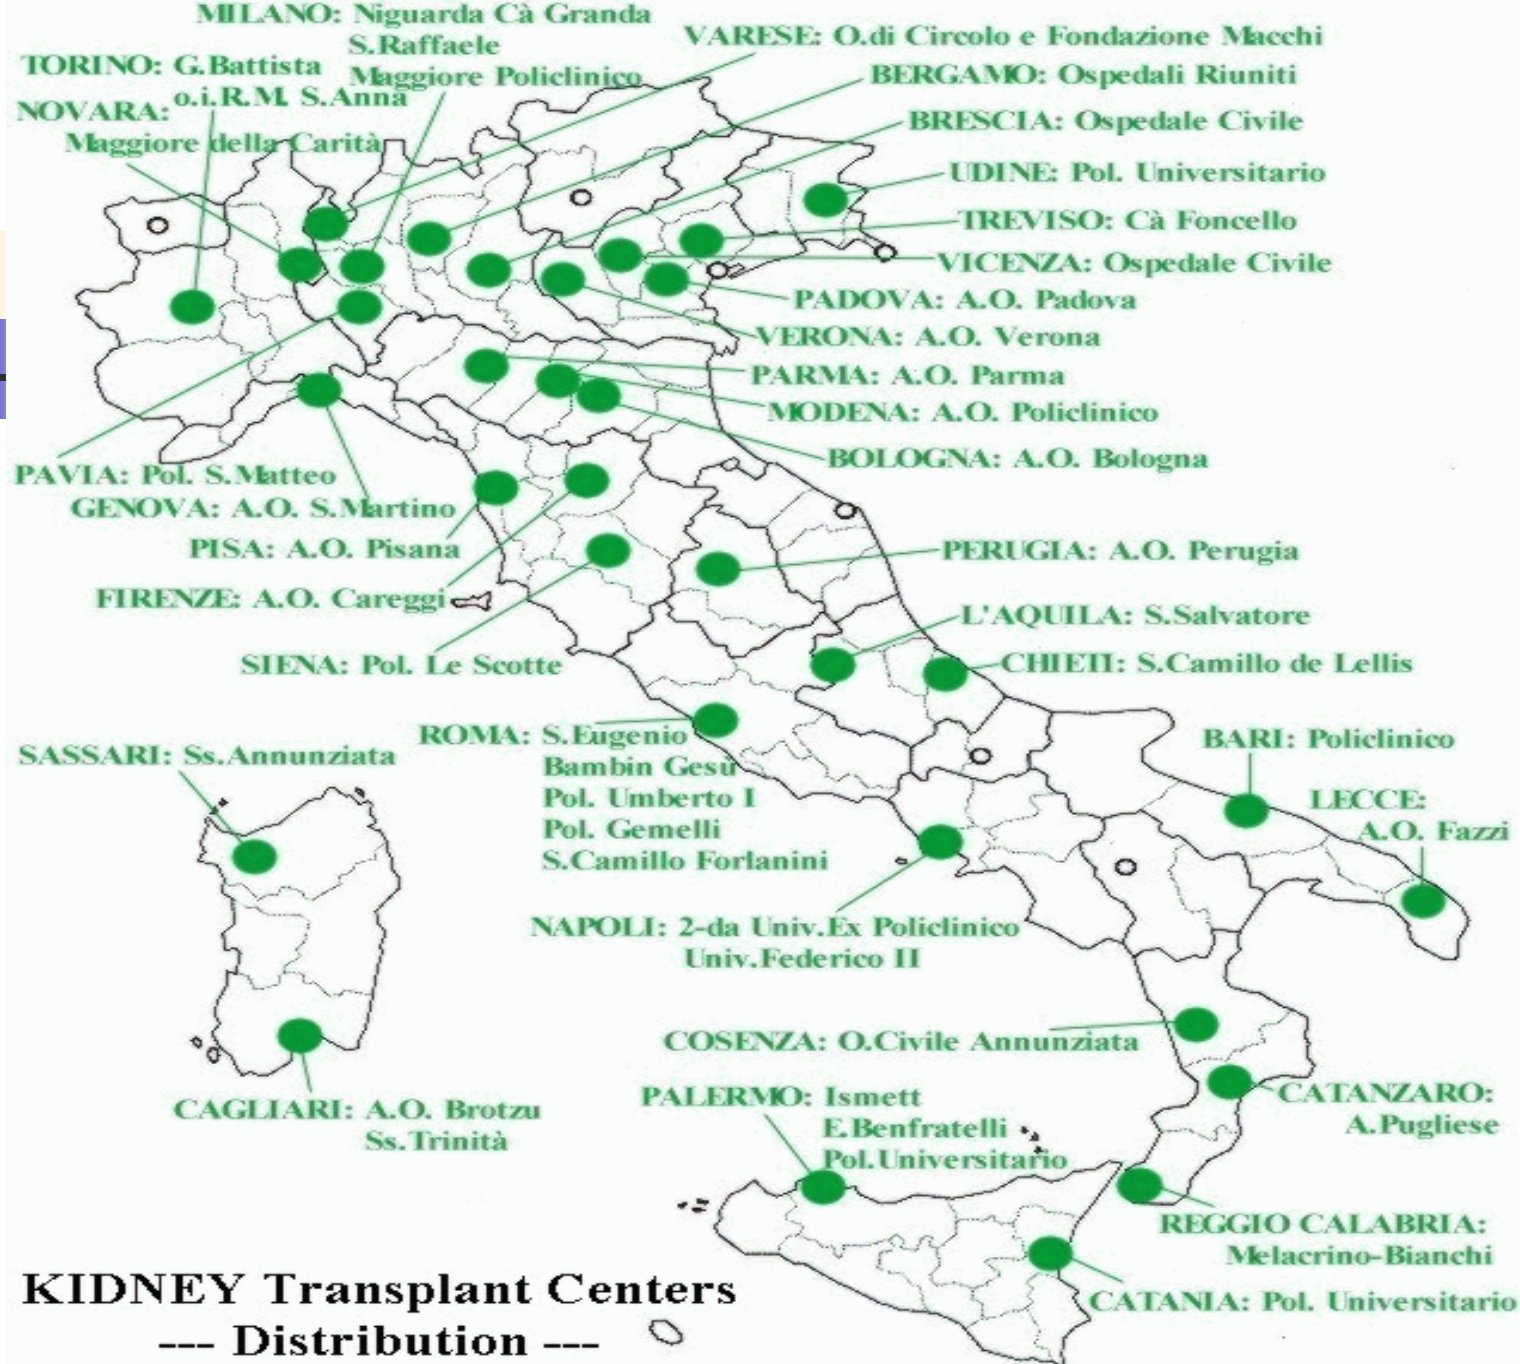 MILANO: Niguarda Cà Granda
S.Raffaele
Maggiore Policlinico
TORINO: G.Battista
o.i.R.M. S.Anna
NOVARA:
Maggiore della Carità
VARESE: O.di Circolo e Fondazione Macchi
BERGAMO: Ospedali Riuniti
BRESCIA: Ospedale Civile
UDINE: Pol. Universitario
TREVISO: Cà Foncello
VICENZA: Ospedale Civile
PADOVA: A.O. Padova
VERONA: A.O. Verona
PARMA: A.O. Parma
MODENA: A.O. Policlinico
BOLOGNA: A.O. Bologna
PAVIA: Pol. S.Matteo
GENOVA: A.O. S.Martino
PISA: A.O. Pisana
FIRENZE: A.O. Careggi
SIENA: Pol. Le Scotte
PERUGIA: A.O. Perugia
L'AQUILA: S.Salvatore
CHIETI: S.Camillo de Lellis
ROMA: S.Eugenio
Bambin Gesù
Pol. Umberto I
Pol. Gemelli
S.Camillo Forlanini
SASSARI: Ss.Annunziata
BARI: Policlinico
LECCE:
A.O. Fazzi
NAPOLI: 2-da Univ.Ex Policlinico
Univ.Federico II
COSENZA: O.Civile Annunziata
CATANZARO:
A.Pugliese
CAGLIARI: A.O. Brotzu
Ss.Trinità
PALERMO: Ismett
E.Benfratelli
Pol.Universitario
REGGIO CALABRIA:
Melacrino-Bianchi
CATANIA: Pol. Universitario
KIDNEY Transplant Centers
--- Distribution ---